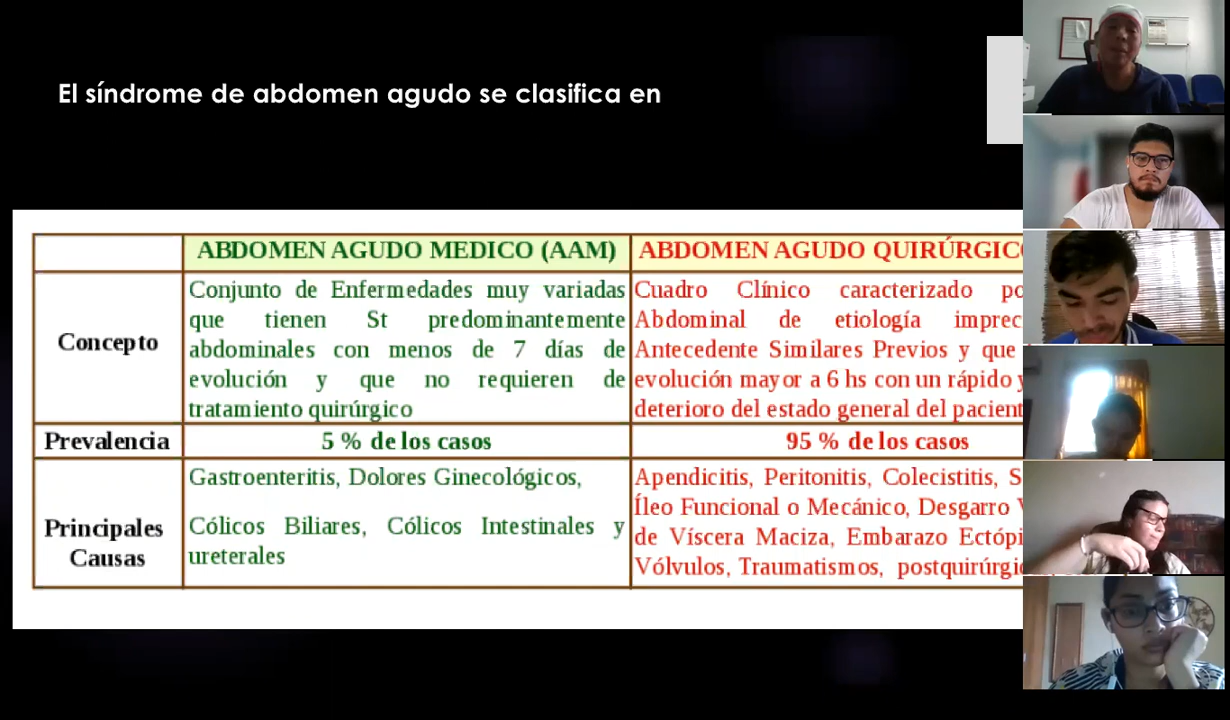 El síndrome de abdomen agudo se clasifica en
ABDOMEN AGUDO MEDICO (AAM)
ABDOMEN AGUDO QUIRÚRGICO
Concepto
Conjunto de Enfermedades muy variadas
que tienen St predominantemente
abdominales con menos de 7 días de
evolución y que no requieren de
tratamiento quirúrgico
Cuadro Clínico caracterizado
Abdominal de etiología
Antecedente Similares Previos y que
evolución mayor a 6 hs con un rápido y
deterioro del estado general del
Prevalencia
5 % de los casos
95 % de los casos
Principales
Causas
Gastroenteritis, Dolores Ginecológicos,
Cólicos Biliares, Cólicos Intestinales y
ureterales
Apendicitis, Peritonitis, Colecistitis,
Íleo Funcional o Mecánico, Desgarro
de Víscera Maciza, Embarazo
Vólvulos, Traumatismos,